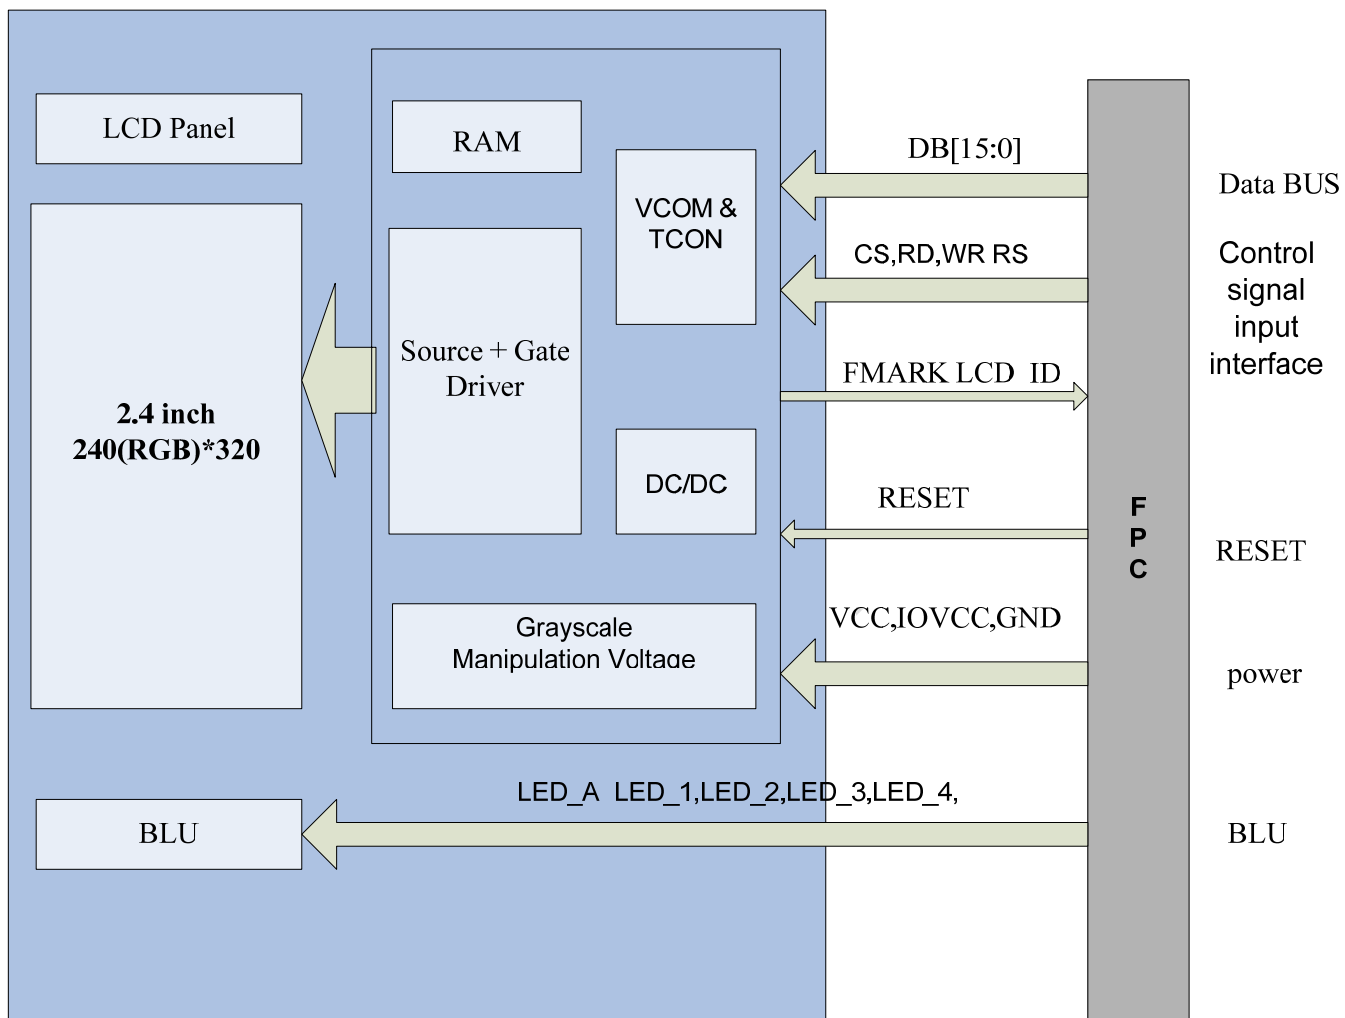 LCD Panel
2.4 inch
240(RGB)*320
BLU
RAM
Source + Gate
Driver
VCOM &
TCON
DC/DC
Grayscale
Manipulation Voltage
DB[15:0]
CS,RD,WR RS
FMARK LCD ID
RESET
VCC,IOVCC,GND
LED_A LED_1,LED_2,LED_3,LED_4,
F
P
C
Data BUS
Control
signal
input
interface
RESET
power
BLU